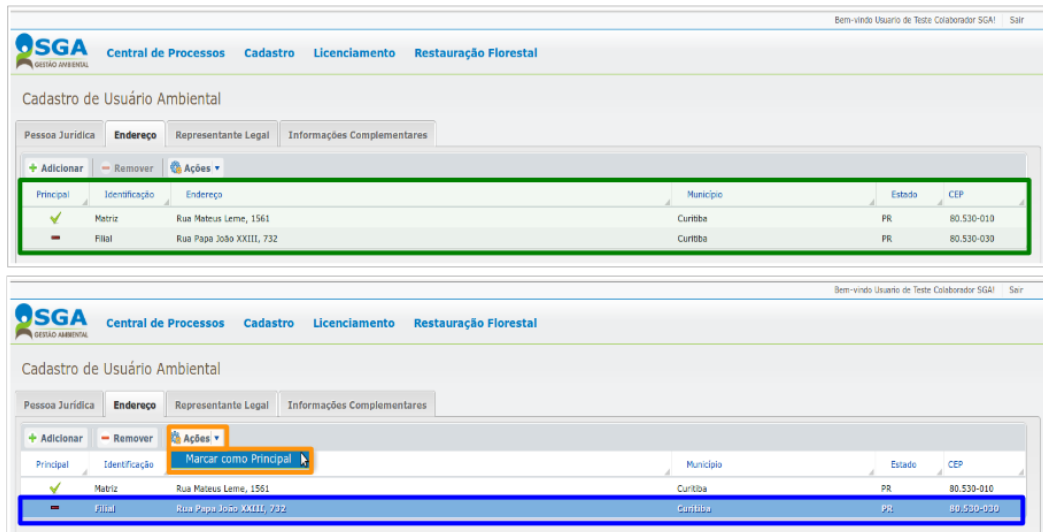 Bem-vindo Usuario de Teste Colaborador SGA! Sair
SGA
GESTÃO AMBIENTAL
Central de Processos Cadastro Licenciamento Restauração Florestal
Cadastro de Usuário Ambiental
Pessoa Jurídica Endereço Representante Legal Informações Complementares
Adicionar Remover Ações
Principal Identificação Endereço Município Estado CEP
Matriz Rua Mateus Leme, 1561 Curitiba PR 80.530-010
Filial Rua Papa João XXIII, 732 Curitiba PR 80.530-030
Bem-vindo Usuario de Teste Colaborador SGA! Sair
SGA
GESTÃO AMBIENTAL
Central de Processos Cadastro Licenciamento Restauração Florestal
Cadastro de Usuário Ambiental
Pessoa Jurídica Endereço Representante Legal Informações Complementares
Adicionar Remover Ações
Marcar como Principal
Principal Identificação Município Estado CEP
Matriz Rua Mateus Leme, 1561 Curitiba PR 80.530-010
Filial Rua Papa João XXIII, 732 Curitiba PR 80.530-030